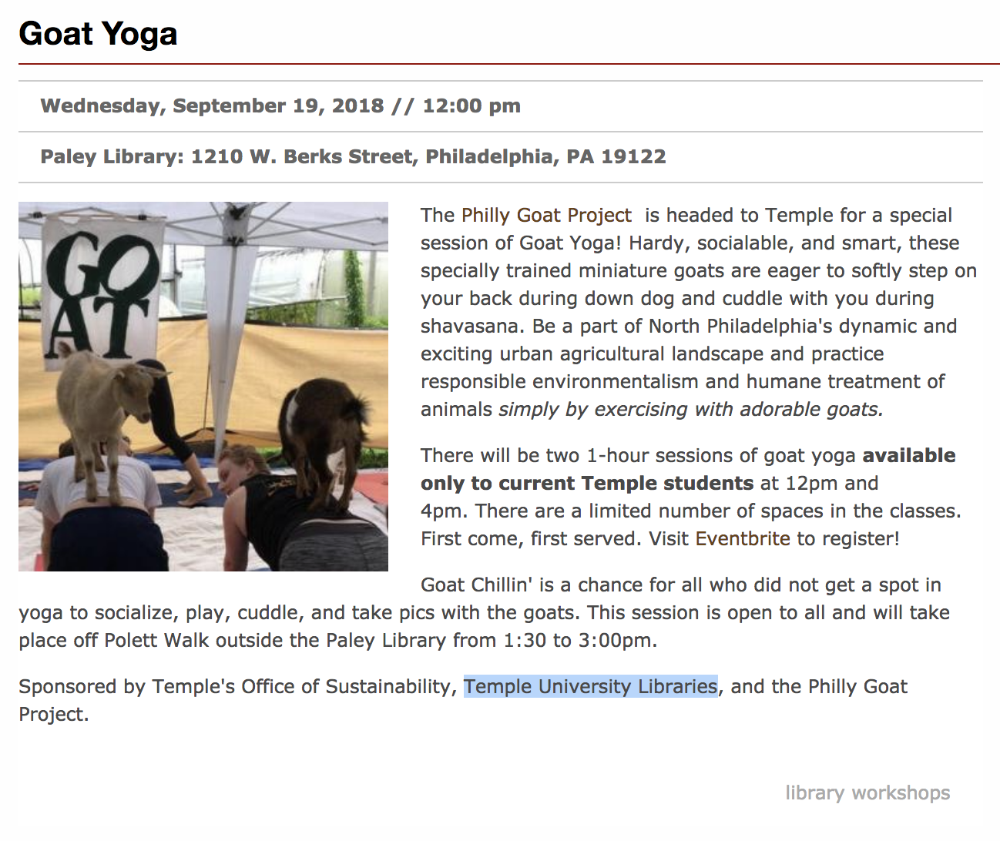 Goat Yoga
Wednesday, September 19, 2018 // 12:00 pm
Paley Library: 1210 W. Berks Street, Philadelphia, PA 19122
GO
AT
The Philly Goat Project  is headed to Temple for a special
session of Goat Yoga! Hardy, socialable, and smart, these
specially trained miniature goats are eager to softly step on
your back during down dog and cuddle with you during
shavasana. Be a part of North Philadelphia's dynamic and
exciting urban agricultural landscape and practice
responsible environmentalism and humane treatment of
animals simply by exercising with adorable goats.
There will be two 1-hour sessions of goat yoga available
only to current Temple students at 12pm and
4pm. There are a limited number of spaces in the classes.
First come, first served. Visit Eventbrite to register!
Goat Chillin' is a chance for all who did not get a spot in
yoga to socialize, play, cuddle, and take pics with the goats. This session is open to all and will take
place off Polett Walk outside the Paley Library from 1:30 to 3:00pm.
Sponsored by Temple's Office of Sustainability, Temple University Libraries, and the Philly Goat
Project.
library workshops